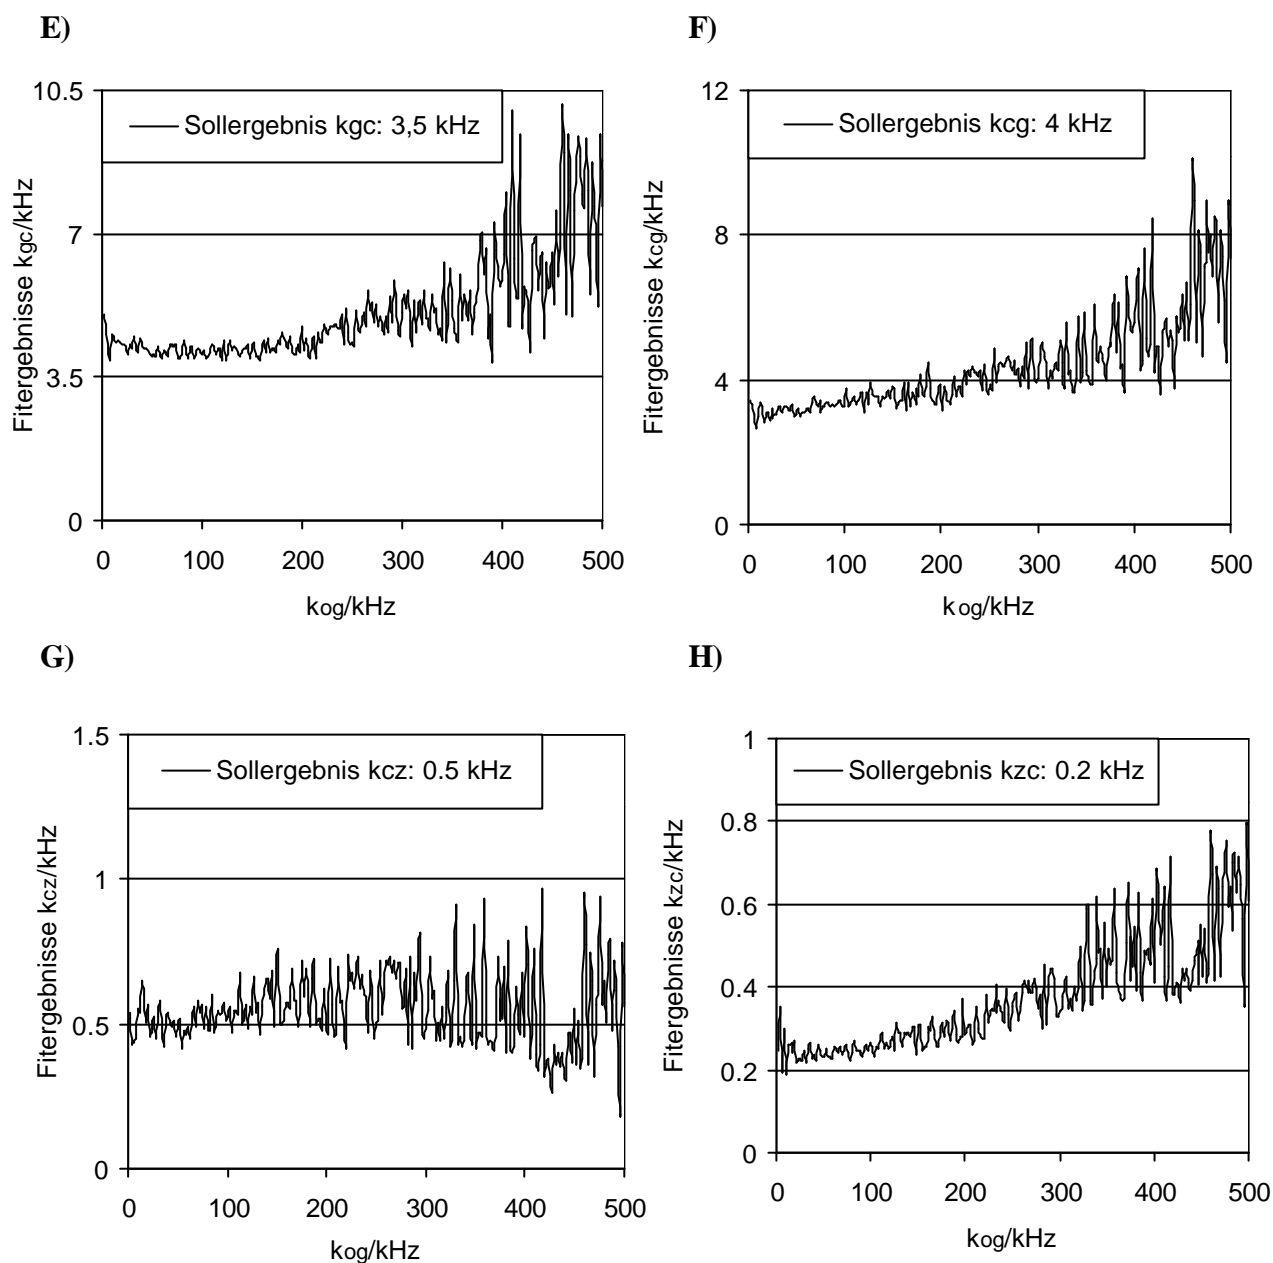 E)
10.5
Sollergebnis kgc: 3,5 kHz
7
3.5
0
Fitergebnisse kgc/kHz
0 100 200 300 400 500
kog/kHz
F)
12
Sollergebnis kcg: 4 kHz
8
4
0
Fitergebnisse kcg/kHz
0 100 200 300 400 500
kog/kHz
G)
1.5
Sollergebnis kcz: 0.5 kHz
1
0.5
0
Fitergebnisse kcz/kHz
0 100 200 300 400 500
kog/kHz
H)
1
Sollergebnis kzc: 0.2 kHz
0.8
0.6
0.4
0.2
0
Fitergebnisse kzc/kHz
0 100 200 300 400 500
kog/kHz